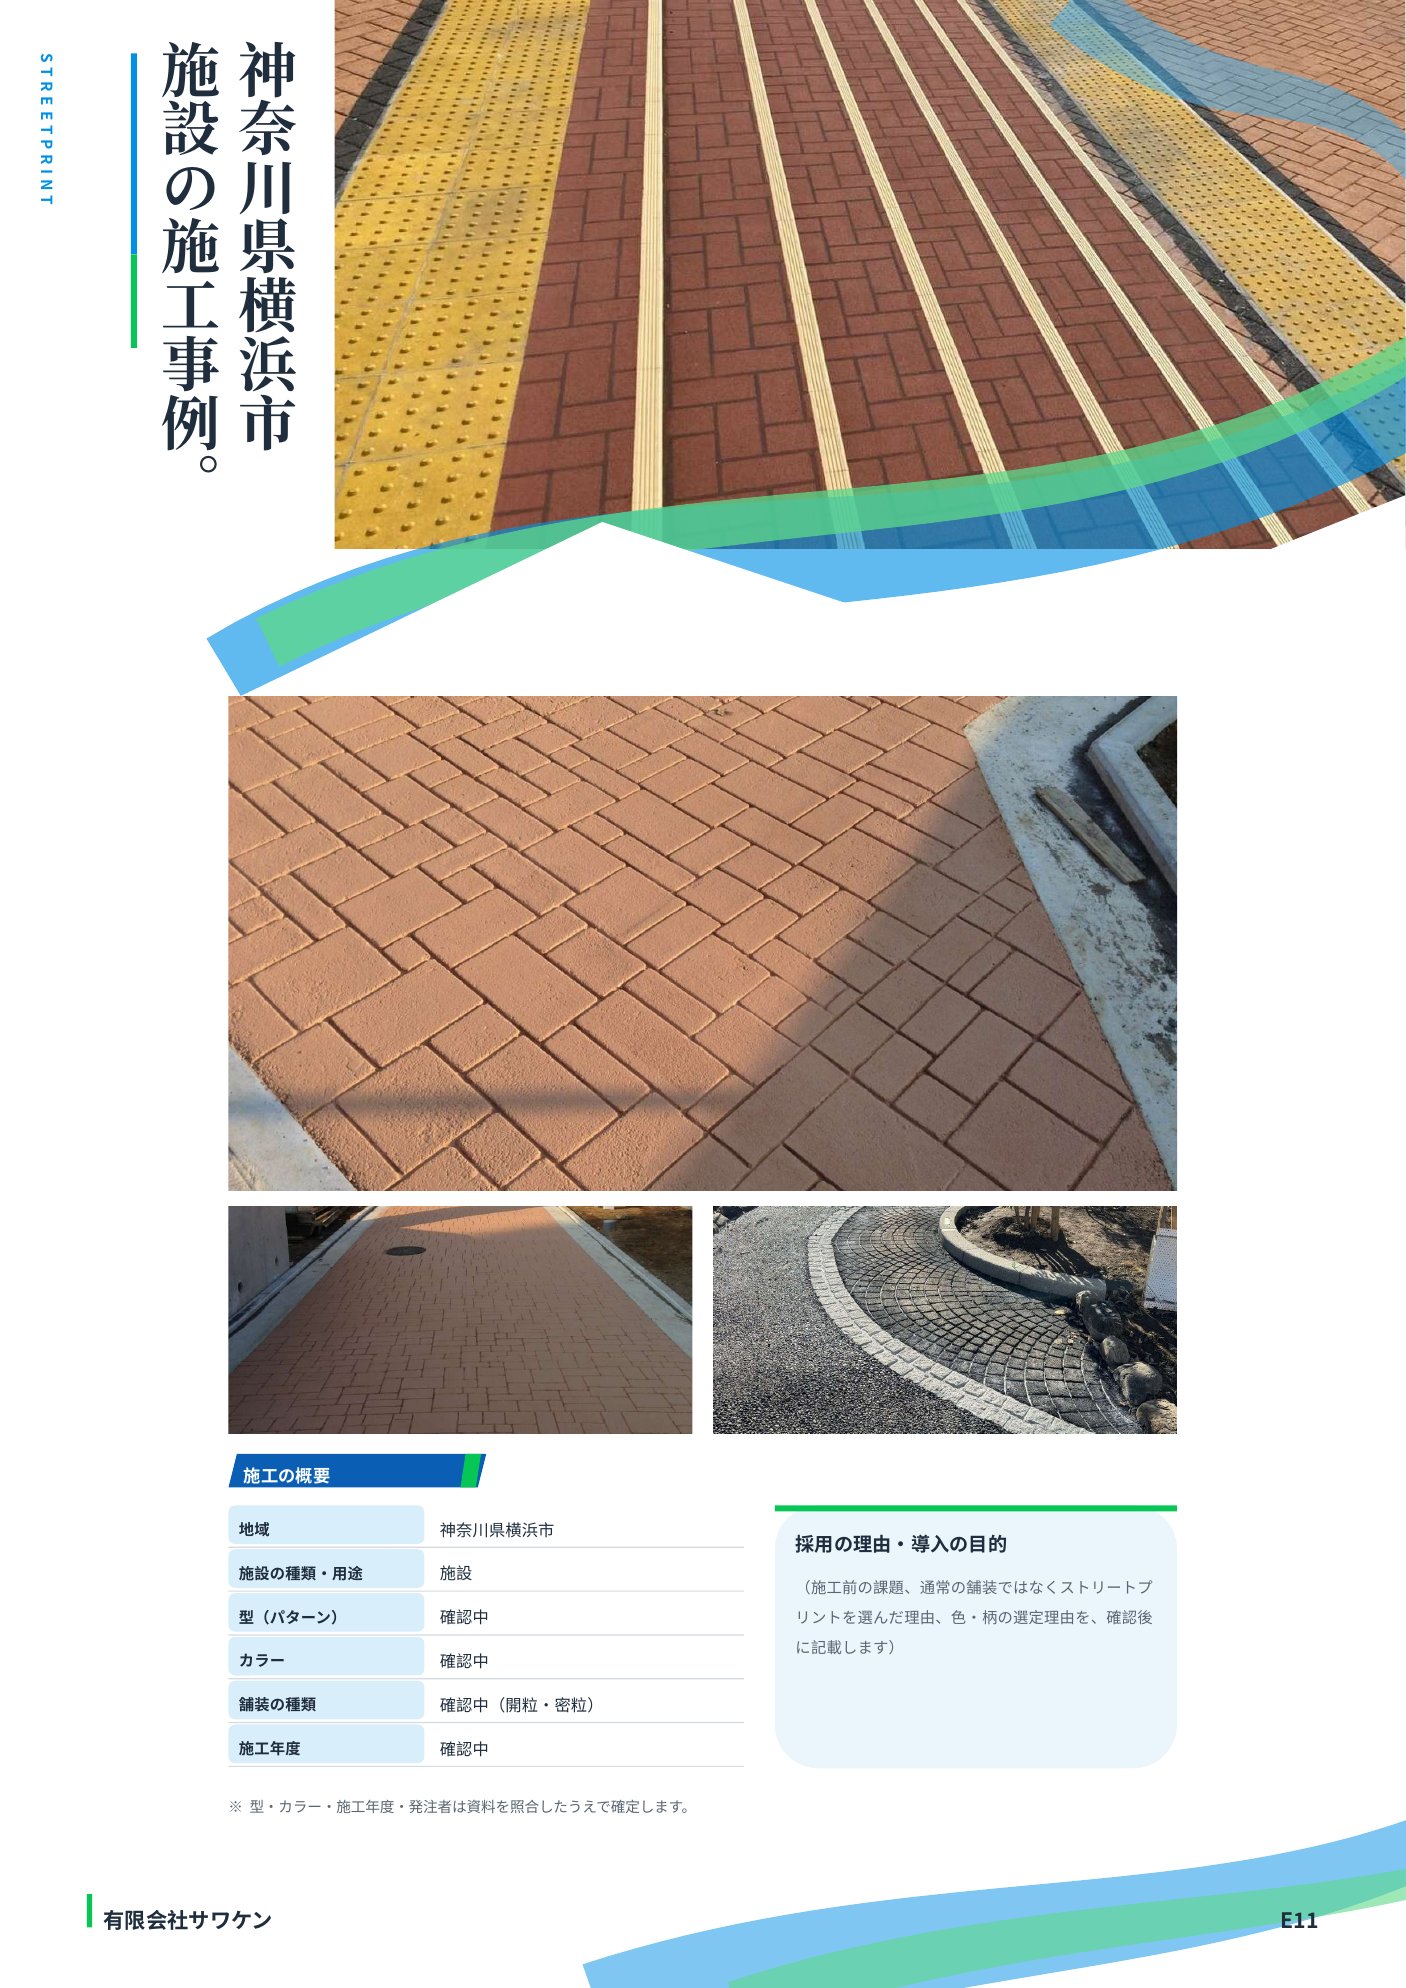 STREETPRINT
神奈川県横浜市
施設の施工事例。
施工の概要
地域
神奈川県横浜市
施設の種類・用途
施設
型（パターン）
確認中
カラー
確認中
舗装の種類
確認中（開粒・密粒）
施工年度
確認中
採用の理由・導入の目的
（施工前の課題、通常の舗装ではなくストリートプ
リントを選んだ理由、色・柄の選定理由を、確認後
に記載します）
※ 型・カラー・施工年度・発注者は資料を照合したうえで確定します。
有限会社サワケン
E11